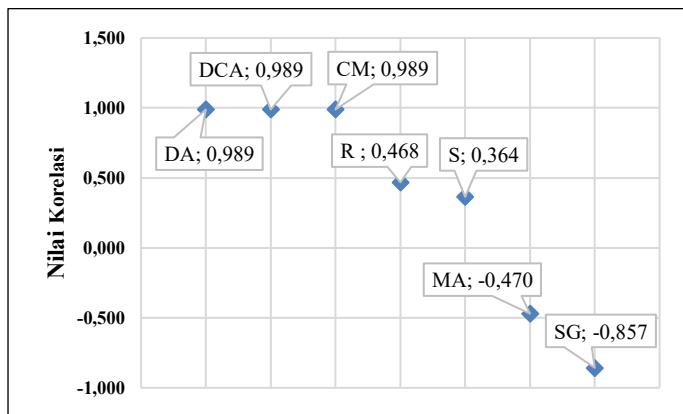 1,500
DCA; 0,989
CM; 0,989
1,000
DA; 0,989
R ; 0,468
S; 0,364
0,500
Nilai Korelasi
0,000
MA; -0,470
-0,500
SG; -0,857
-1,000